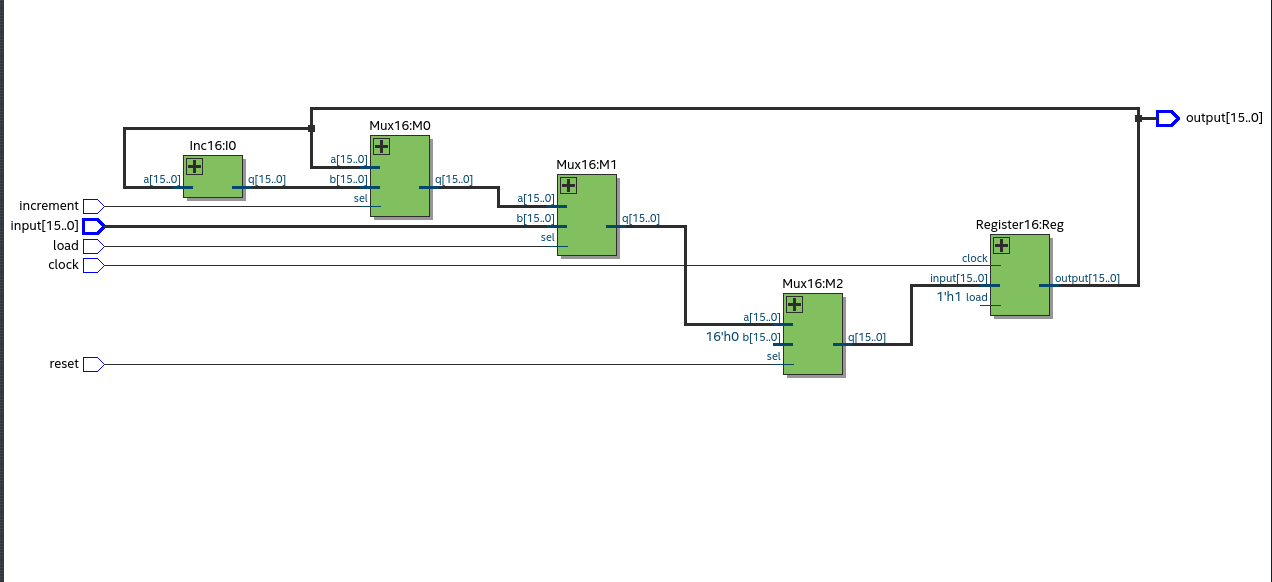 output[15..0]
Mux16:M0
Inc16:I0
a[15..0]
a[15..0]
q[15..0]
b[15..0]
q[15..0]
sel
Mux16:M1
increment
a[15..0]
input[15..0]
b[15..0]
q[15..0]
load
sel
clock
Register16:Reg
clock
input[15..0]
output[15..0]
1'h1 load
Mux16:M2
a[15..0]
16'h0 b[15..0]
q[15..0]
sel
reset